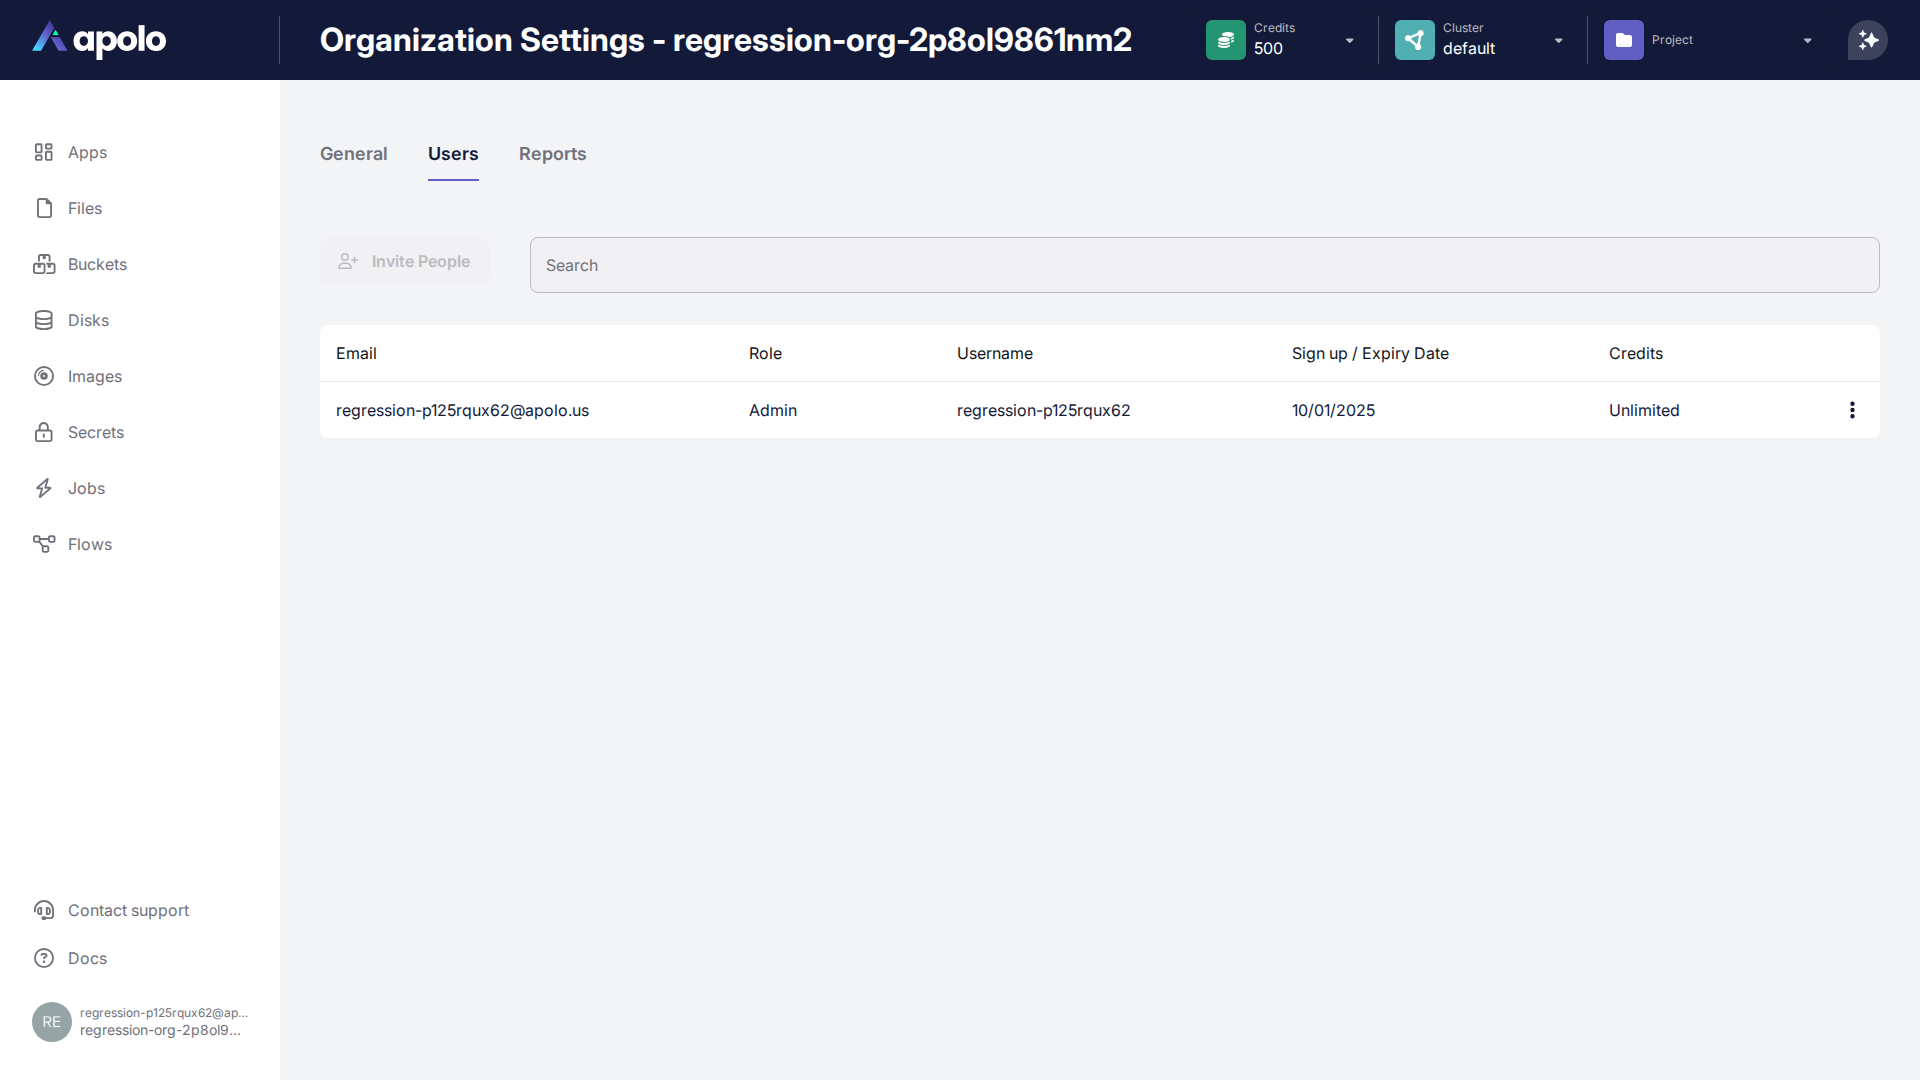 apolo
Organization Settings - regression-org-2p8ol9861nm2
Credits
500
Cluster
default
Project
Apps
Files
Buckets
Disks
Images
Secrets
Jobs
Flows
General Users Reports
Invite People
Search
Email Role Username Sign up / Expiry Date Credits
regression-p125rqux62@apolo.us Admin regression-p125rqux62 10/01/2025 Unlimited
Contact support
Docs
RE
regression-p125rqux62@ap...
regression-org-2p8ol9...